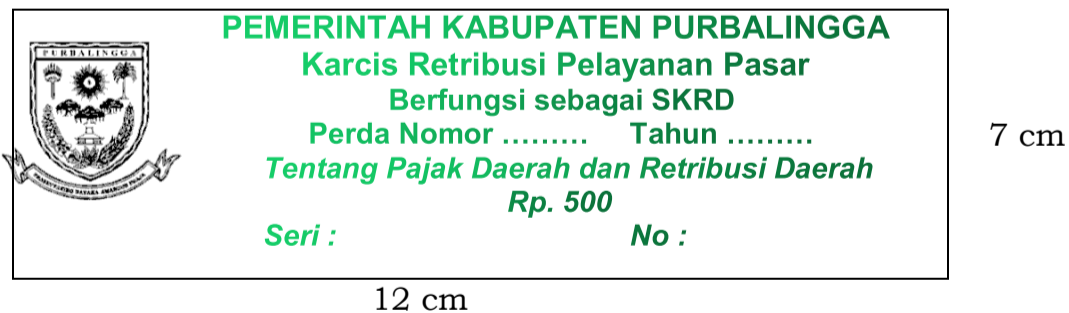 PEMERINTAH KABUPATEN PURBALINGGA
PURBALINGGA
Karcis Retribusi Pelayanan Pasar
Berfungsi sebagai SKRD
Perda Nomor ......... Tahun .........
Tentang Pajak Daerah dan Retribusi Daerah
Rp. 500
Seri : No :
7 cm
12 cm